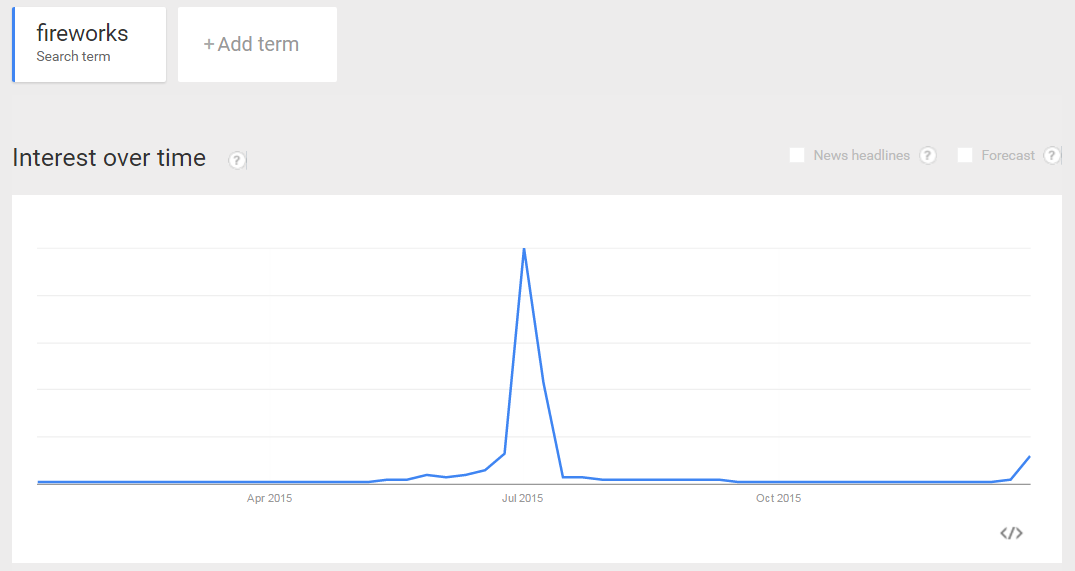 fireworks
Search term
+ Add term
Interest over time ?
News headlines ? Forecast ?
Apr 2015 Jul 2015 Oct 2015
</>